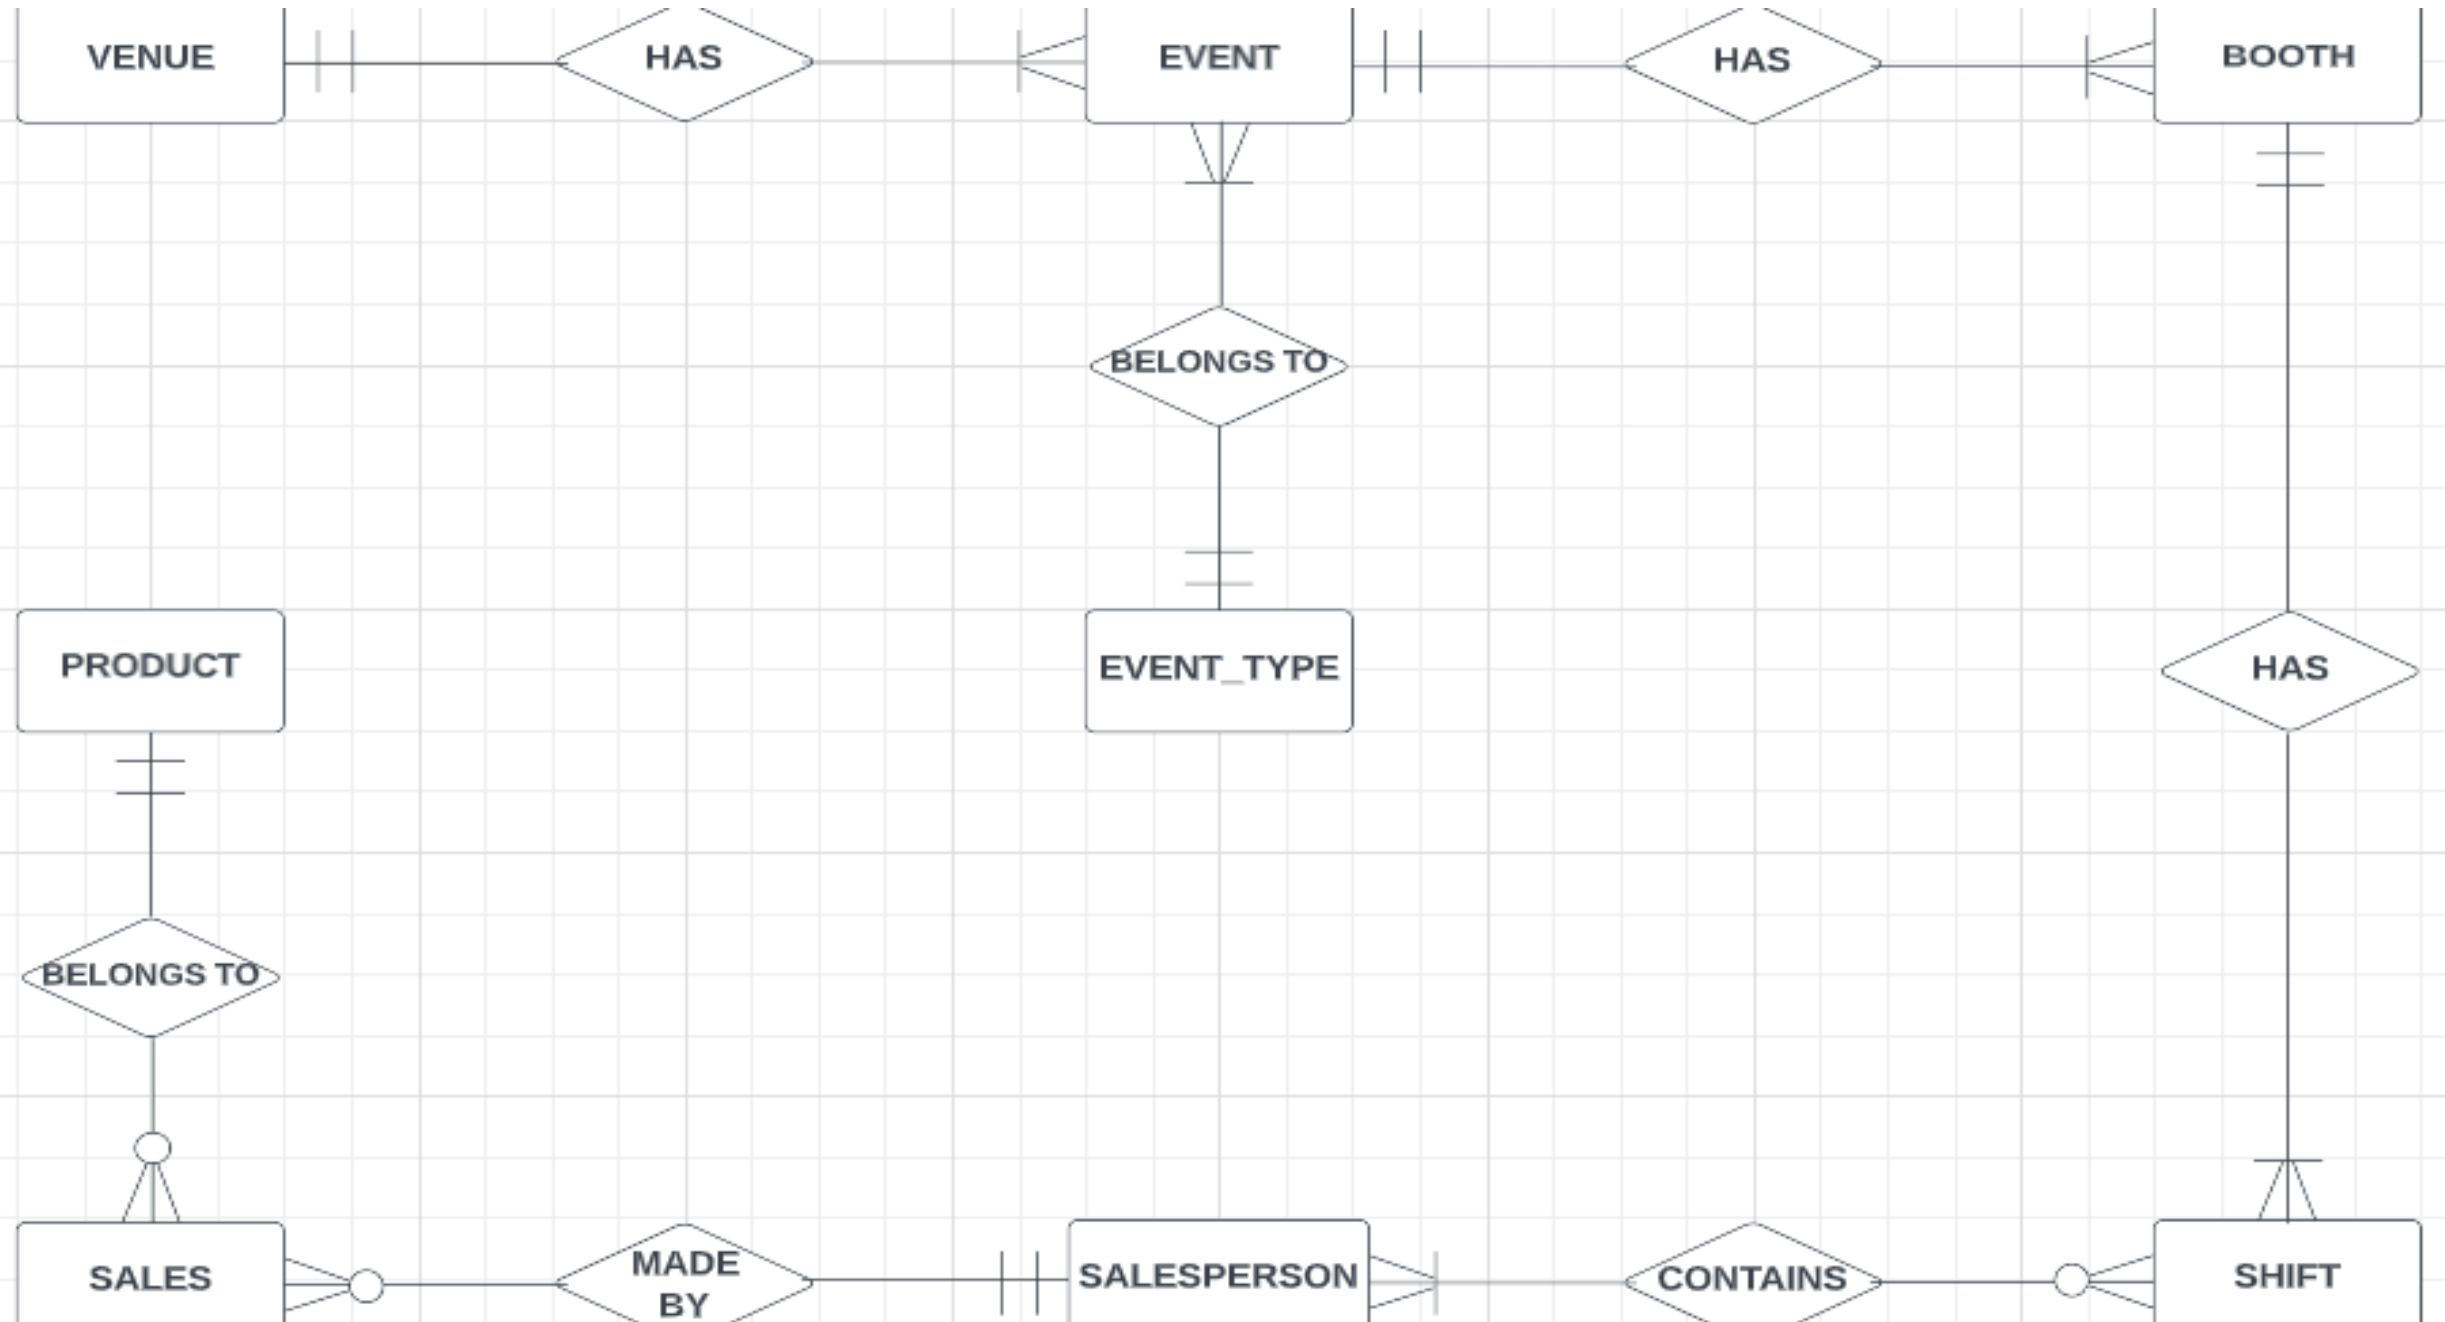 VENUE
HAS
EVENT
HAS
BOOTH
BELONGS TO
PRODUCT
EVENT_TYPE
HAS
BELONGS TO
SALES
MADE
BY
SALESPERSON
CONTAINS
SHIFT